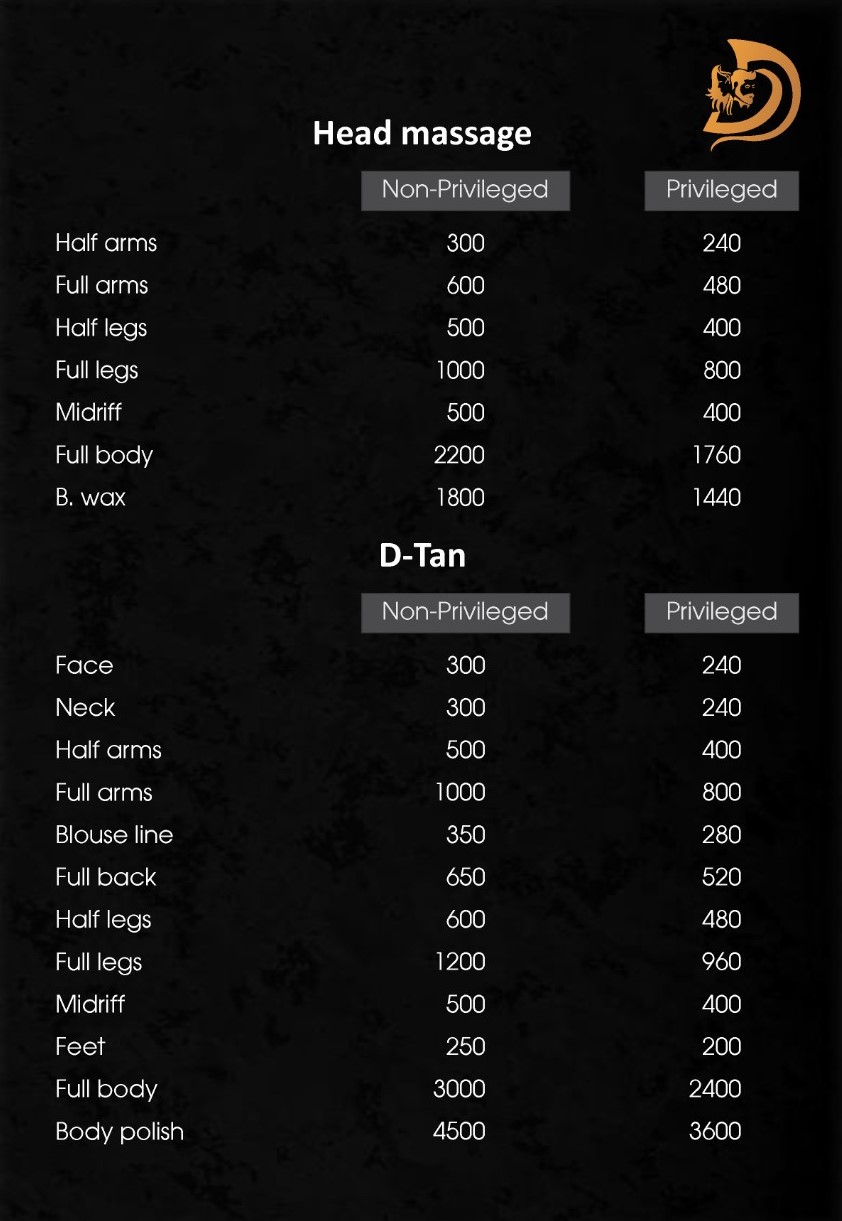 Head massage
Non-Privileged Privileged
Half arms 300 240
Full arms 600 480
Half legs 500 400
Full legs 1000 800
Midriff 500 400
Full body 2200 1760
B. wax 1800 1440
D-Tan
Non-Privileged Privileged
Face 300 240
Neck 300 240
Half arms 500 400
Full arms 1000 800
Blouse line 350 280
Full back 650 520
Half legs 600 480
Full legs 1200 960
Midriff 500 400
Feet 250 200
Full body 3000 2400
Body polish 4500 3600